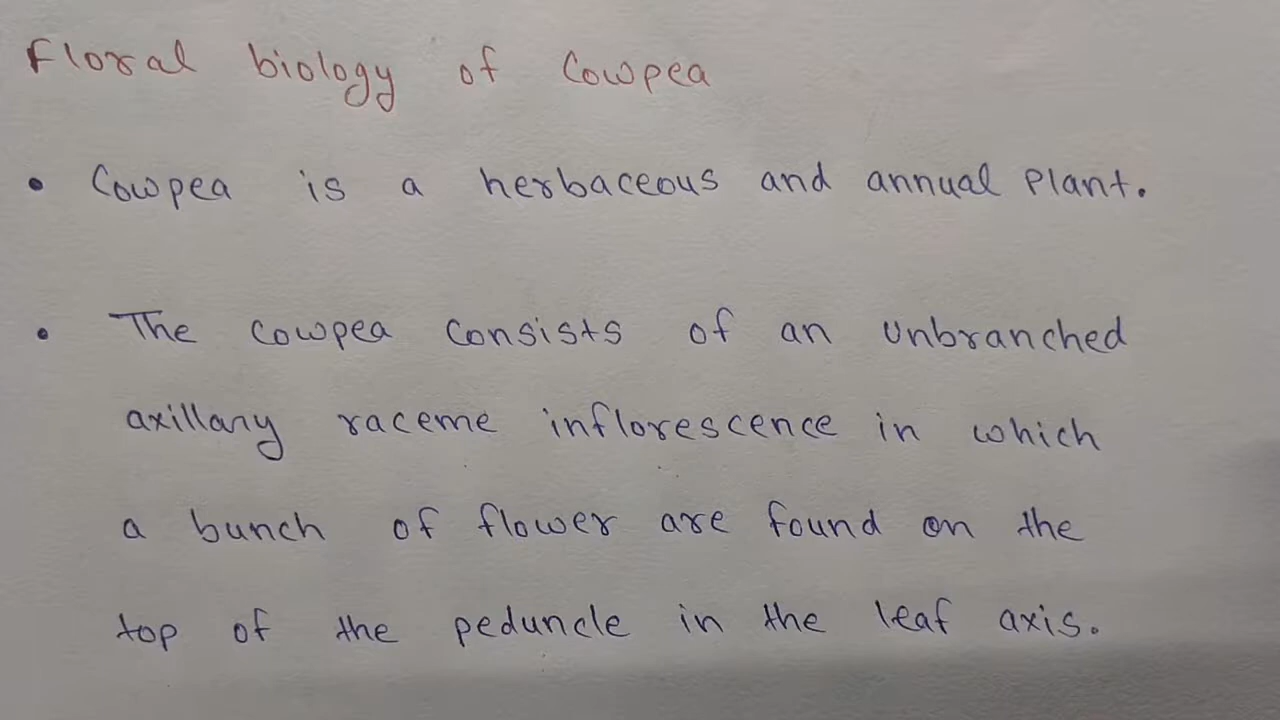 Floral biology of Cowpea
• Cowpea is a herbaceous and annual plant.
• The cowpea consists of an unbranched
axillary raceme inflorescence in which
a bunch of flower are found on the
top of the peduncle in the leaf axis.